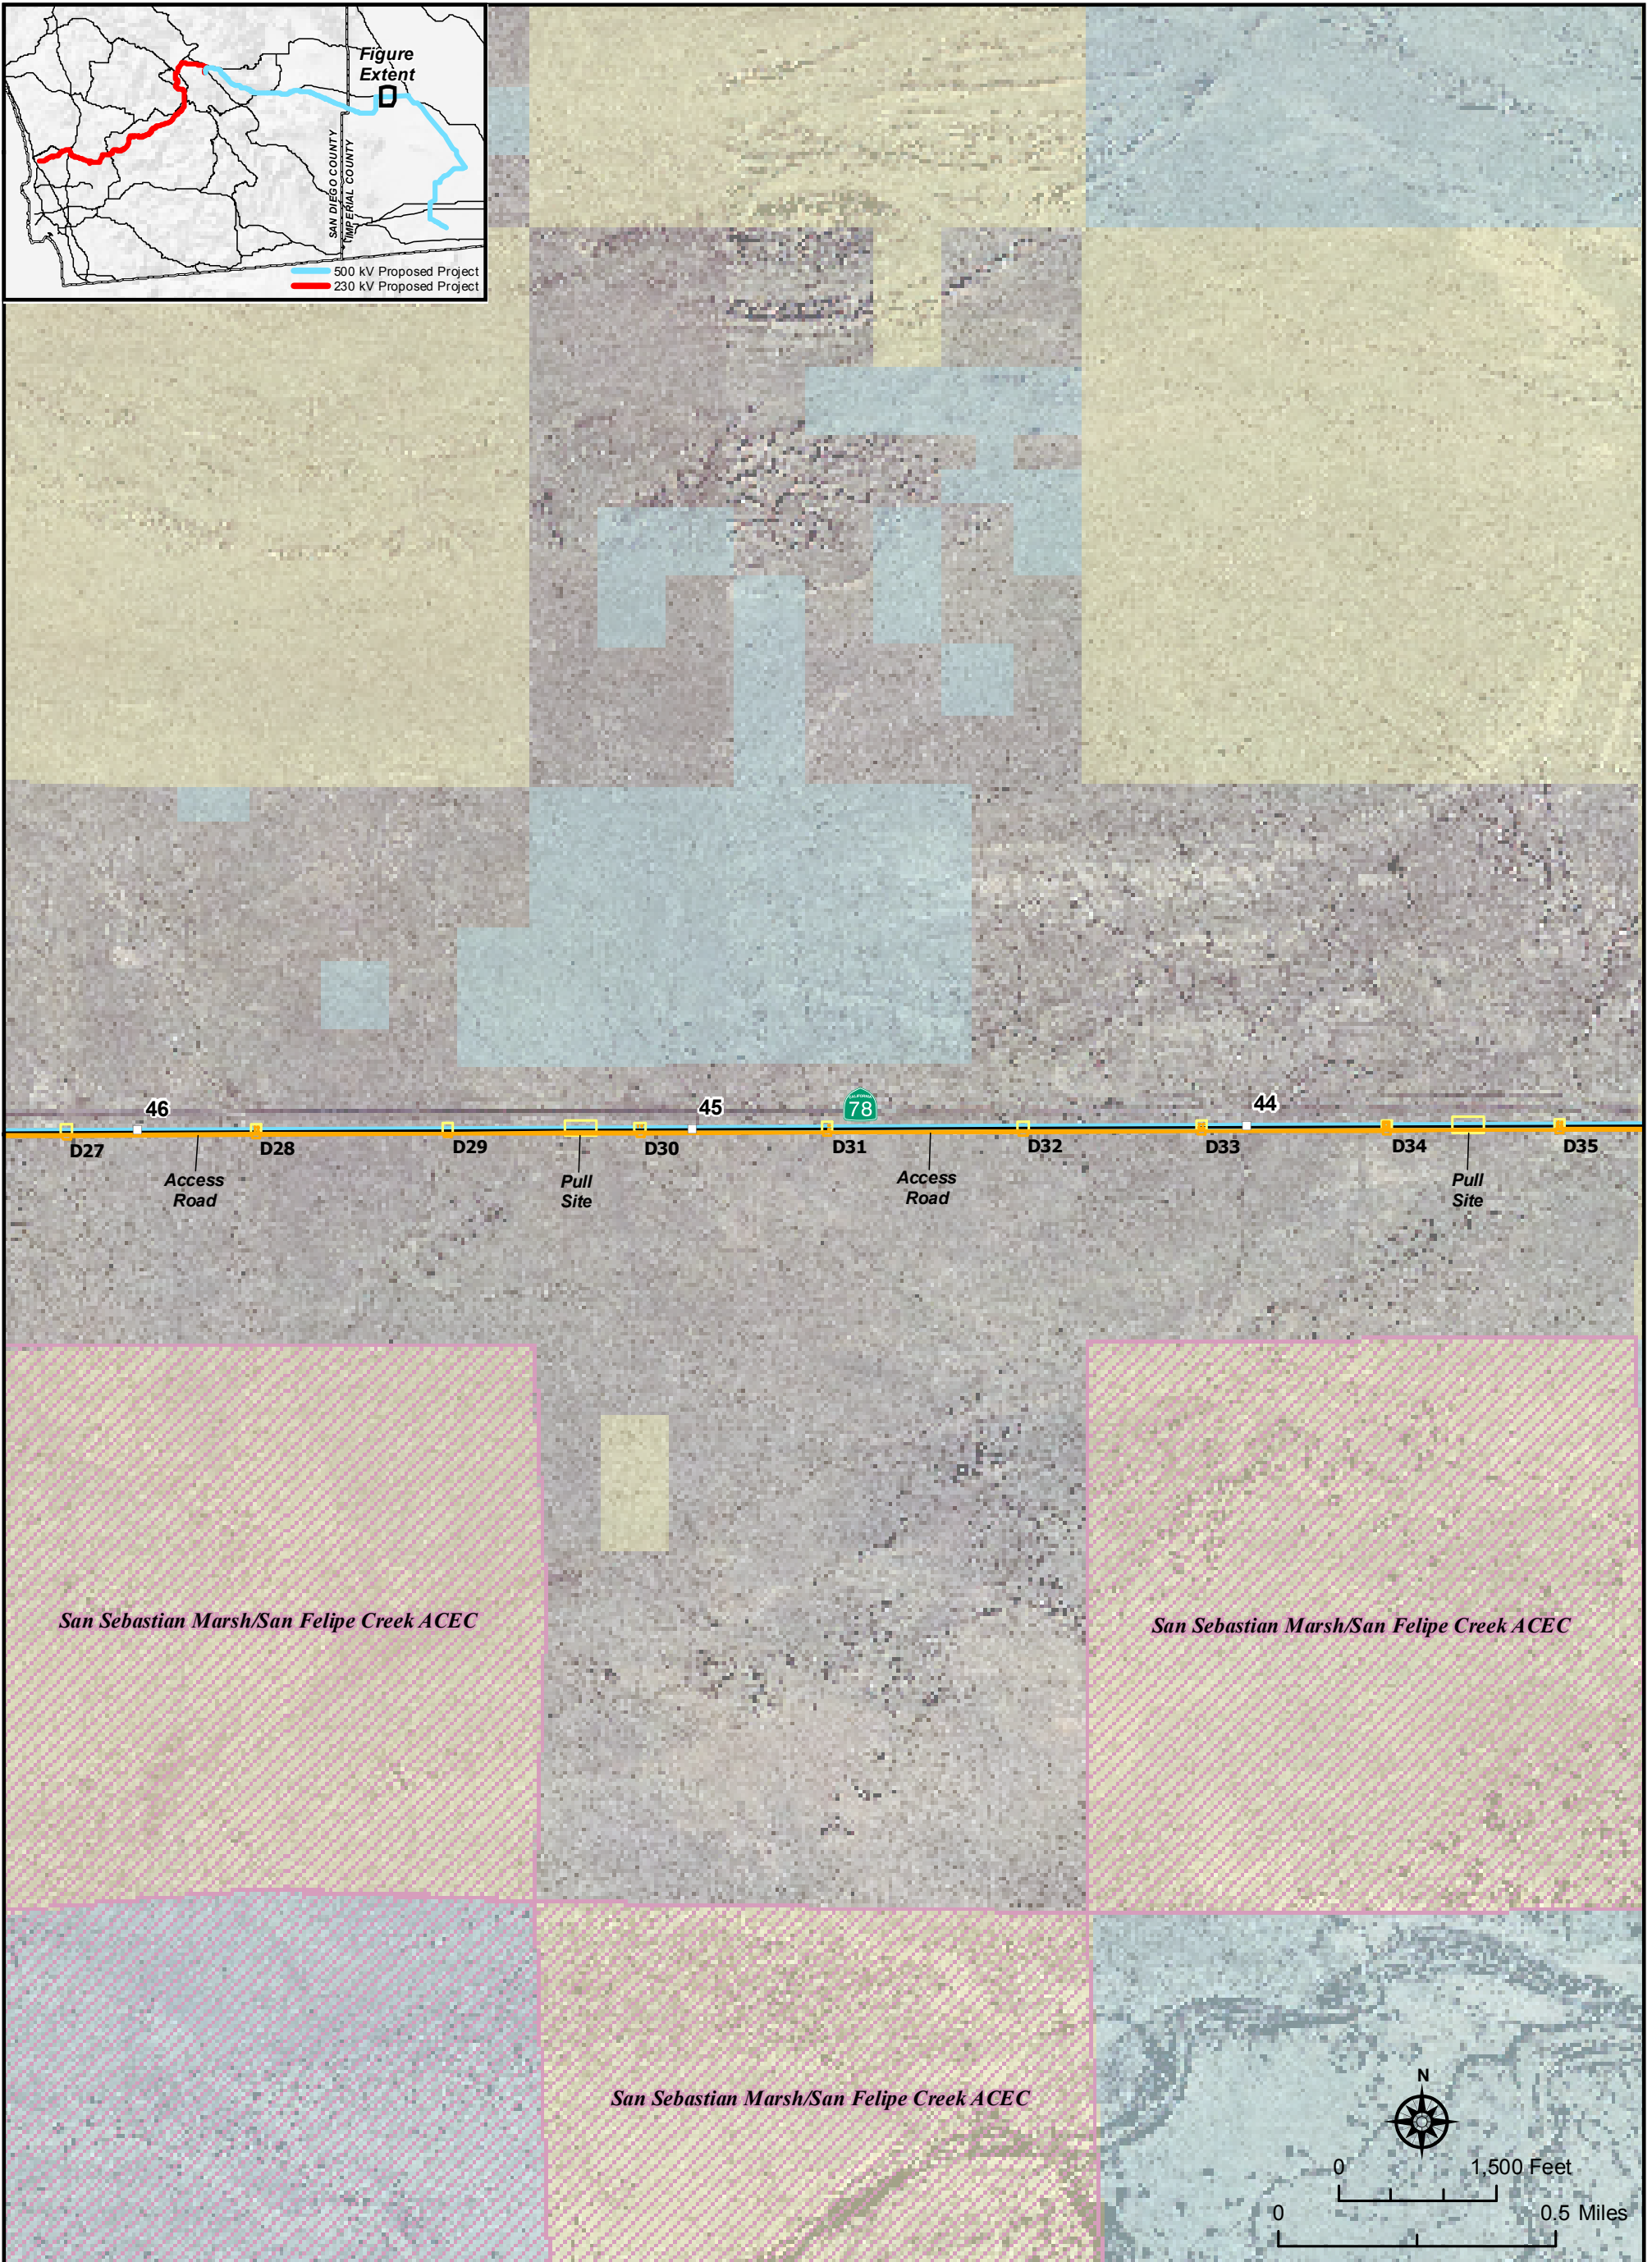 Figure
Extent
SAN DIEGO COUNTY
IMPERIAL COUNTY
500 kV Proposed Project
230 kV Proposed Project
46
45
CALIFORNIA
78
44
D27
D28
D29
D30
D31
D32
D33
D34
D35
Access
Road
Pull
Site
Access
Road
Pull
Site
San Sebastian Marsh/San Felipe Creek ACEC
San Sebastian Marsh/San Felipe Creek ACEC
San Sebastian Marsh/San Felipe Creek ACEC
N
0 1,500 Feet
0 0.5 Miles